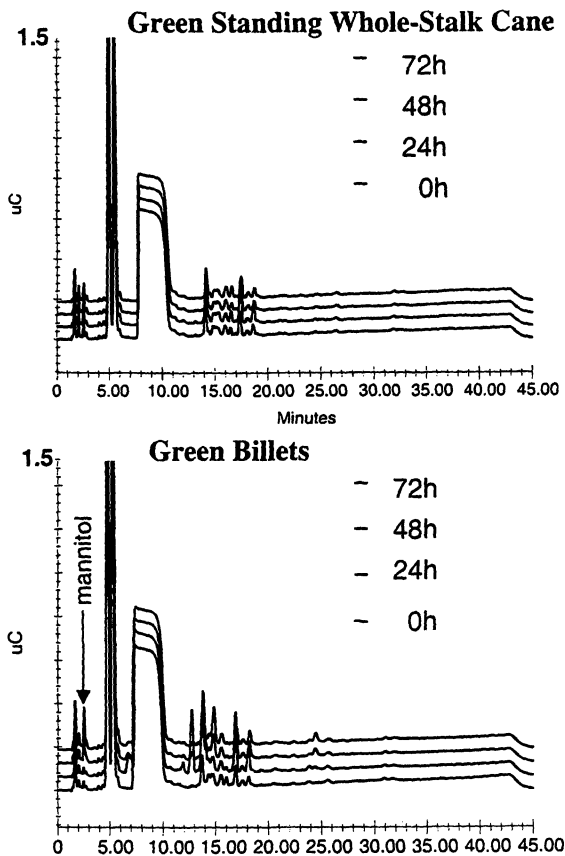 Green Standing Whole-Stalk Cane
1.5
72h
48h
24h
0h
uC
0 5.00 10.00 15.00 20.00 25.00 30.00 35.00 40.00 45.00
Minutes
Green Billets
1.5
72h
48h
24h
0h
mannitol
uC
0 5.00 10.00 15.00 20.00 25.00 30.00 35.00 40.00 45.00